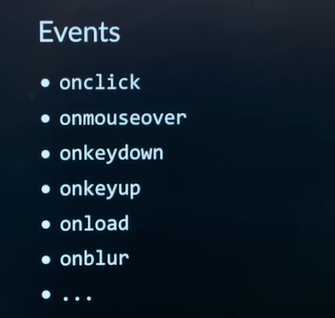 Events
• onclick
• onmouseover
• onkeydown
• onkeyup
• onload
• onblur
• ...